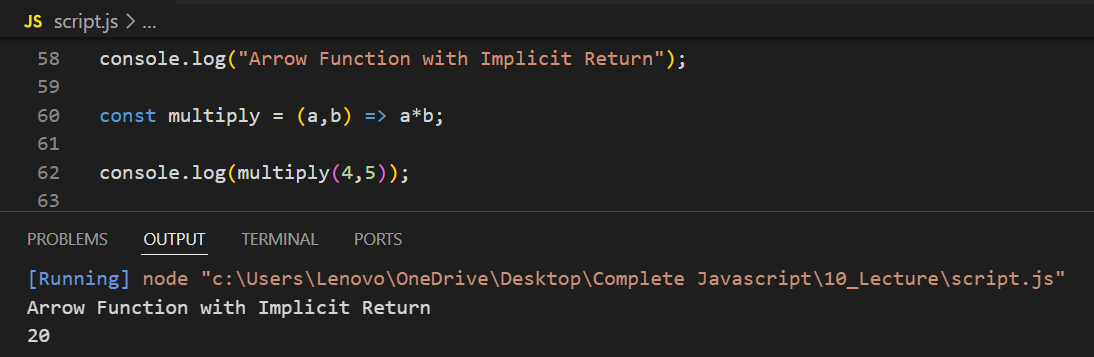 JS script.js > ...
58 console.log("Arrow Function with Implicit Return");
59
60 const multiply = (a,b) => a*b;
61
62 console.log(multiply(4,5));
63
PROBLEMS OUTPUT TERMINAL PORTS
[Running] node "c:\Users\Lenovo\OneDrive\Desktop\Complete Javascript\10_Lecture\script.js"
Arrow Function with Implicit Return
20